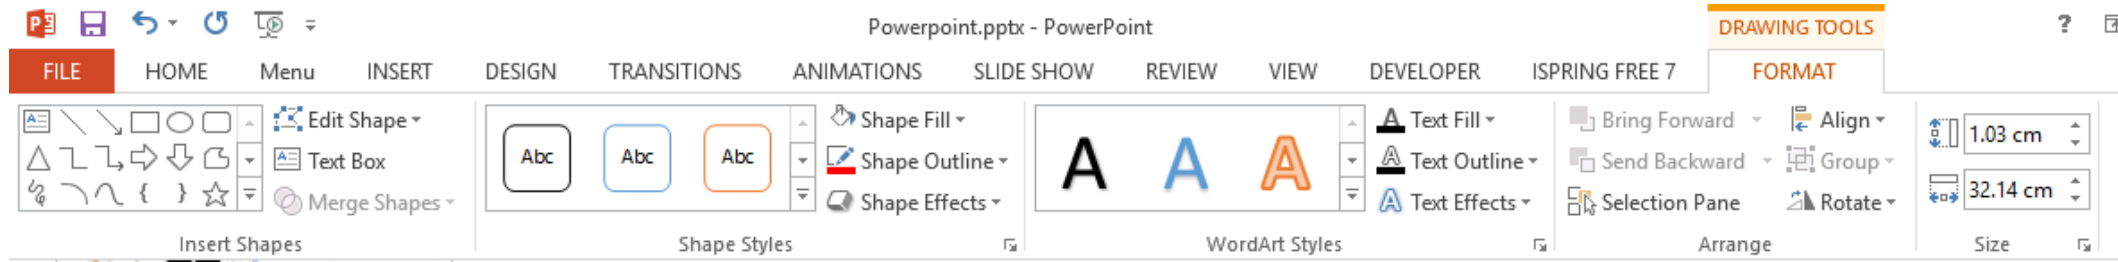 Powerpoint.pptx - PowerPoint
DRAWING TOOLS
?
FILE HOME Menu INSERT DESIGN TRANSITIONS ANIMATIONS SLIDE SHOW REVIEW VIEW DEVELOPER ISPRING FREE 7 FORMAT
Edit Shape
Text Box
Merge Shapes
Insert Shapes
Abc Abc Abc
Shape Fill
Shape Outline
Shape Effects
Shape Styles
A A A
Text Fill
Text Outline
Text Effects
WordArt Styles
Bring Forward
Send Backward
Selection Pane
Align
Group
Rotate
Arrange
1.03 cm
32.14 cm
Size